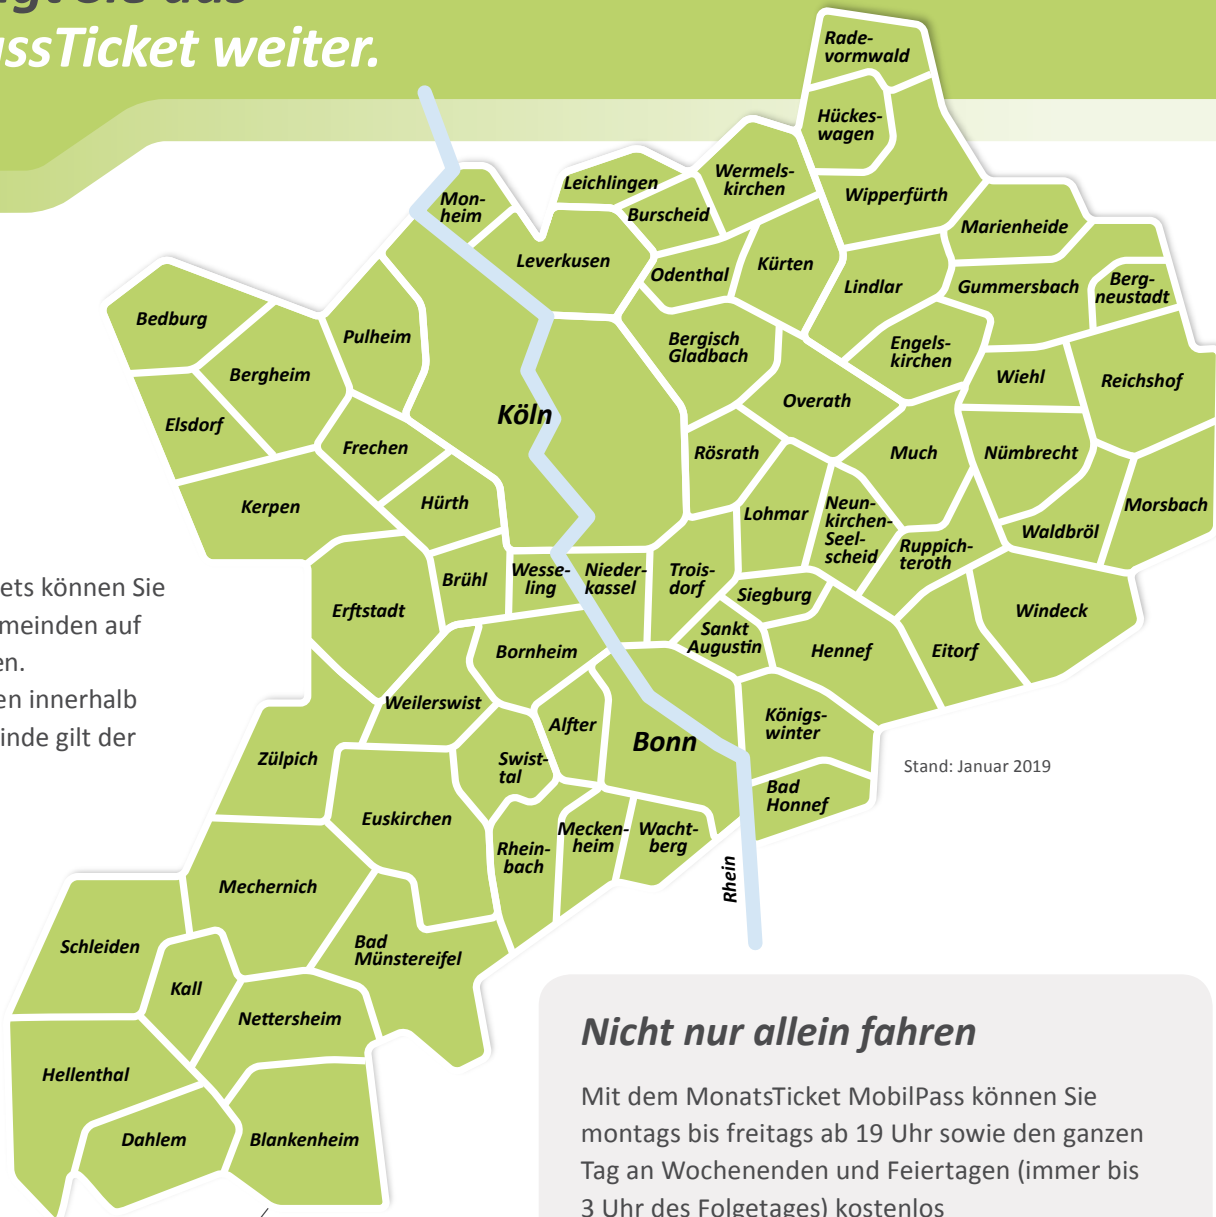 ssTicket weiter.
Rade-
vormwald
Hückes-
wagen
Wermels-
kirchen
Leichlingen
Wipperfürth
Mon-
heim
Burscheid
Marienheide
Leverkusen
Odenthal
Kürten
Lindlar
Gummersbach
Berg-
neustadt
Bedburg
Pulheim
Bergisch
Gladbach
Engels-
kirchen
Bergheim
Wiehl
Reichshof
Overath
Köln
Elsdorf
Frechen
Rösrath
Much
Nümbrecht
Kerpen
Hürth
Lohmar
Neun-
kirchen-
Seel-
scheid
Morsbach
Waldbröl
Ruppich-
teroth
Brühl
Wesse-
ling
Nieder-
kassel
Trois-
dorf
Siegburg
Erftstadt
Windeck
Sankt
Augustin
Bornheim
Hennef
Eitorf
ets können Sie
meinden auf
en.
en innerhalb
inde gilt der
Weilerswist
Alfter
Bonn
Königs-
winter
Zülpich
Swist-
tal
Stand: Januar 2019
Bad
Honnef
Euskirchen
Rhein-
bach
Mecken-
heim
Wacht-
berg
Rhein
Mechernich
Schleiden
Bad
Münstereifel
Kall
Nettersheim
Hellenthal
Dahlem
Blankenheim
Nicht nur allein fahren
Mit dem MonatsTicket MobilPass können Sie
montags bis freitags ab 19 Uhr sowie den ganzen
Tag an Wochenenden und Feiertagen (immer bis
3 Uhr des Folgetages) kostenlos